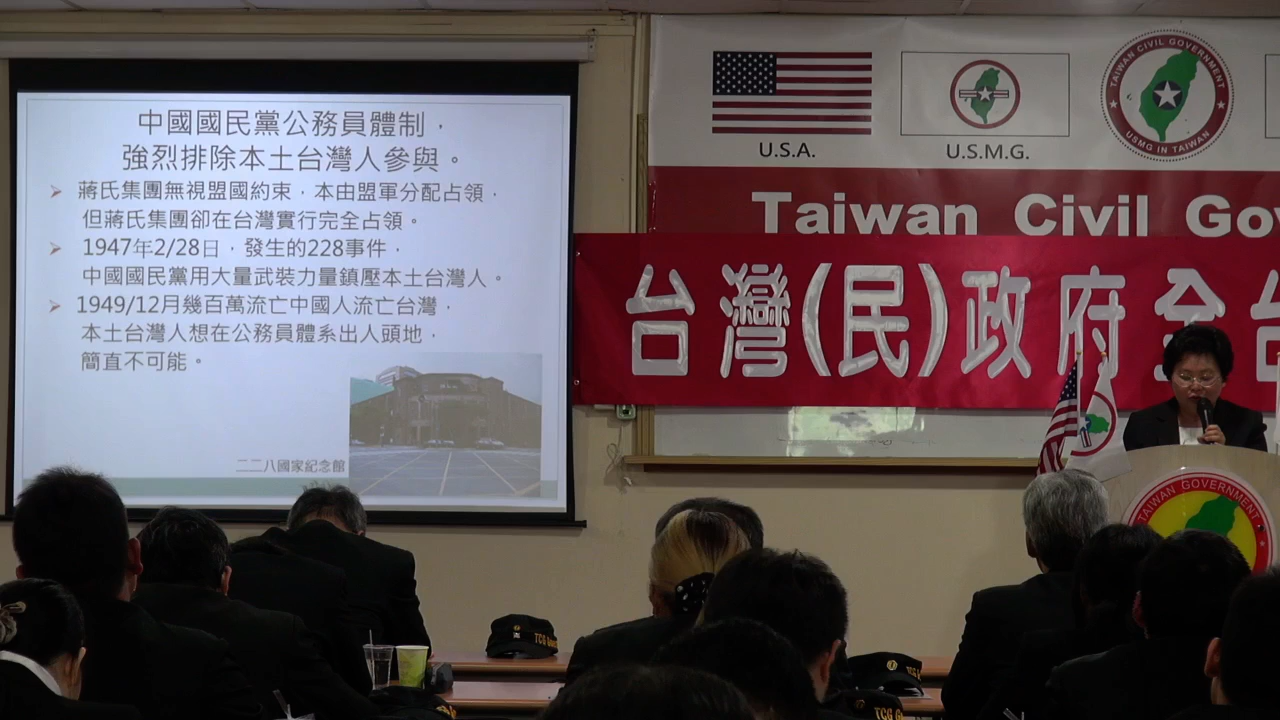 中國國民黨公務員體制，
強烈排除本土台灣人參與。
➢ 蔣氏集團無視盟國約束，本由盟軍分配占領，
但蔣氏集團卻在台灣實行完全占領。
➢ 1947年2/28日，發生的228事件，
中國國民黨用大量武裝力量鎮壓本土台灣人。
➢ 1949/12月幾百萬流亡中國人流亡台灣，
本土台灣人想在公務員體系出人頭地，
簡直不可能。
二二八國家紀念館
U.S.A.
U.S.M.G.
TAIWAN CIVIL GOVERNMENT
USMG IN TAIWAN
Taiwan Civil Go
台灣(民)政府全台
TAIWAN GOVERNMENT
TCG
TCG